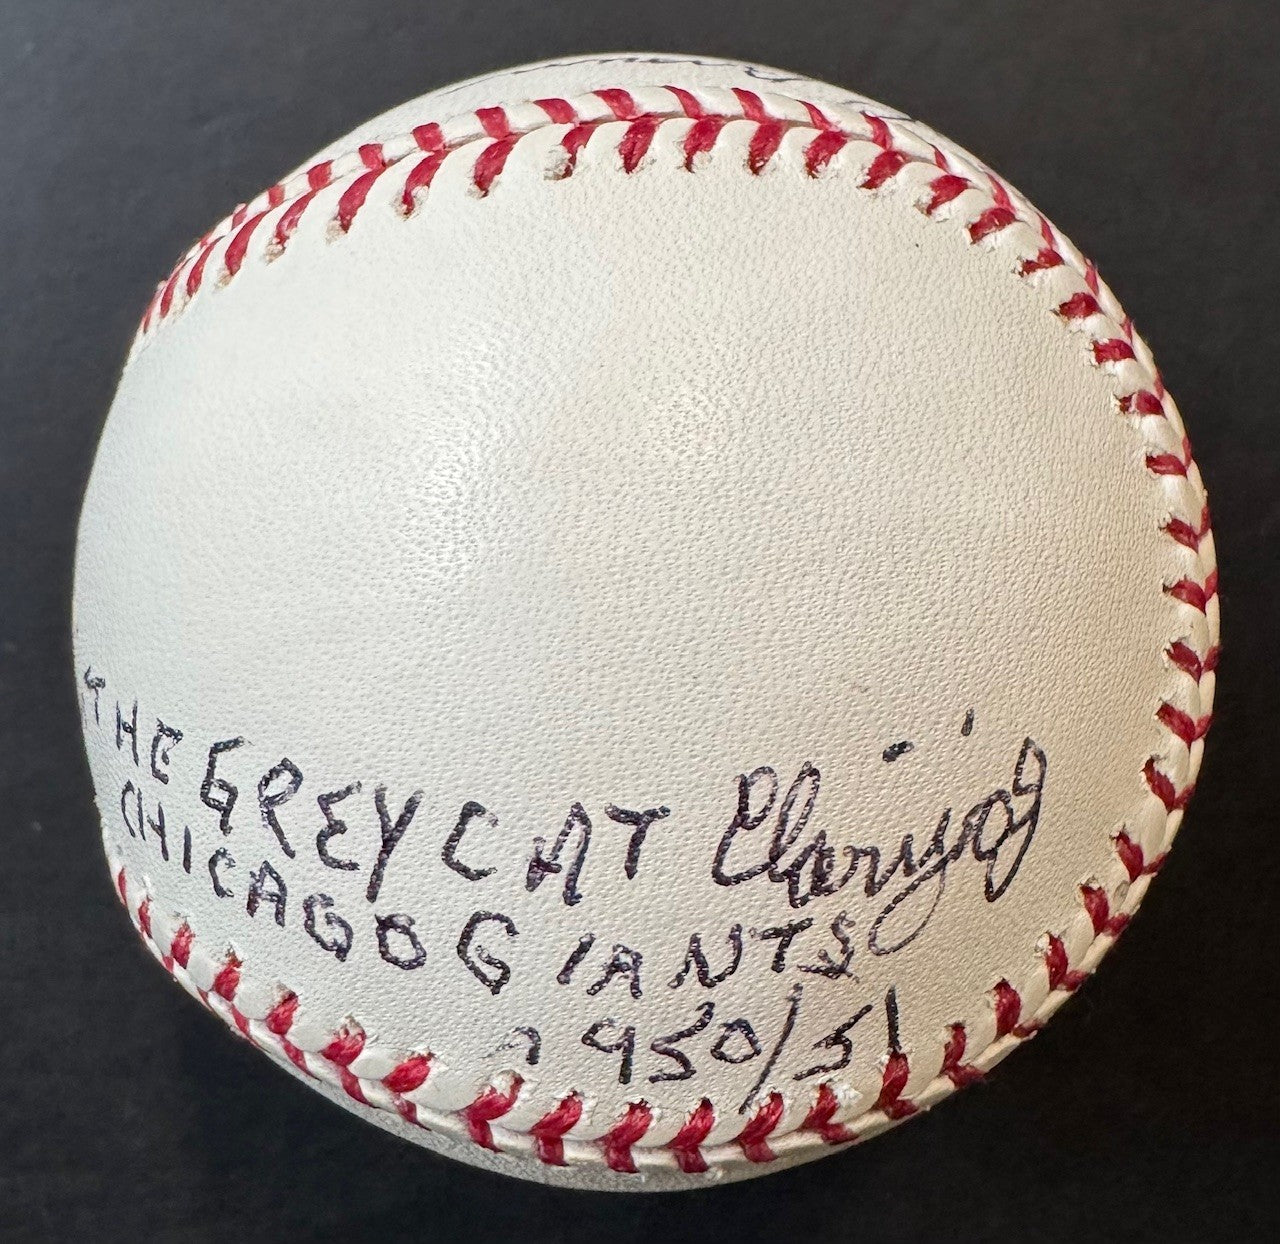 THE GREY CAT
CHICAGO GIANTS
1950/51